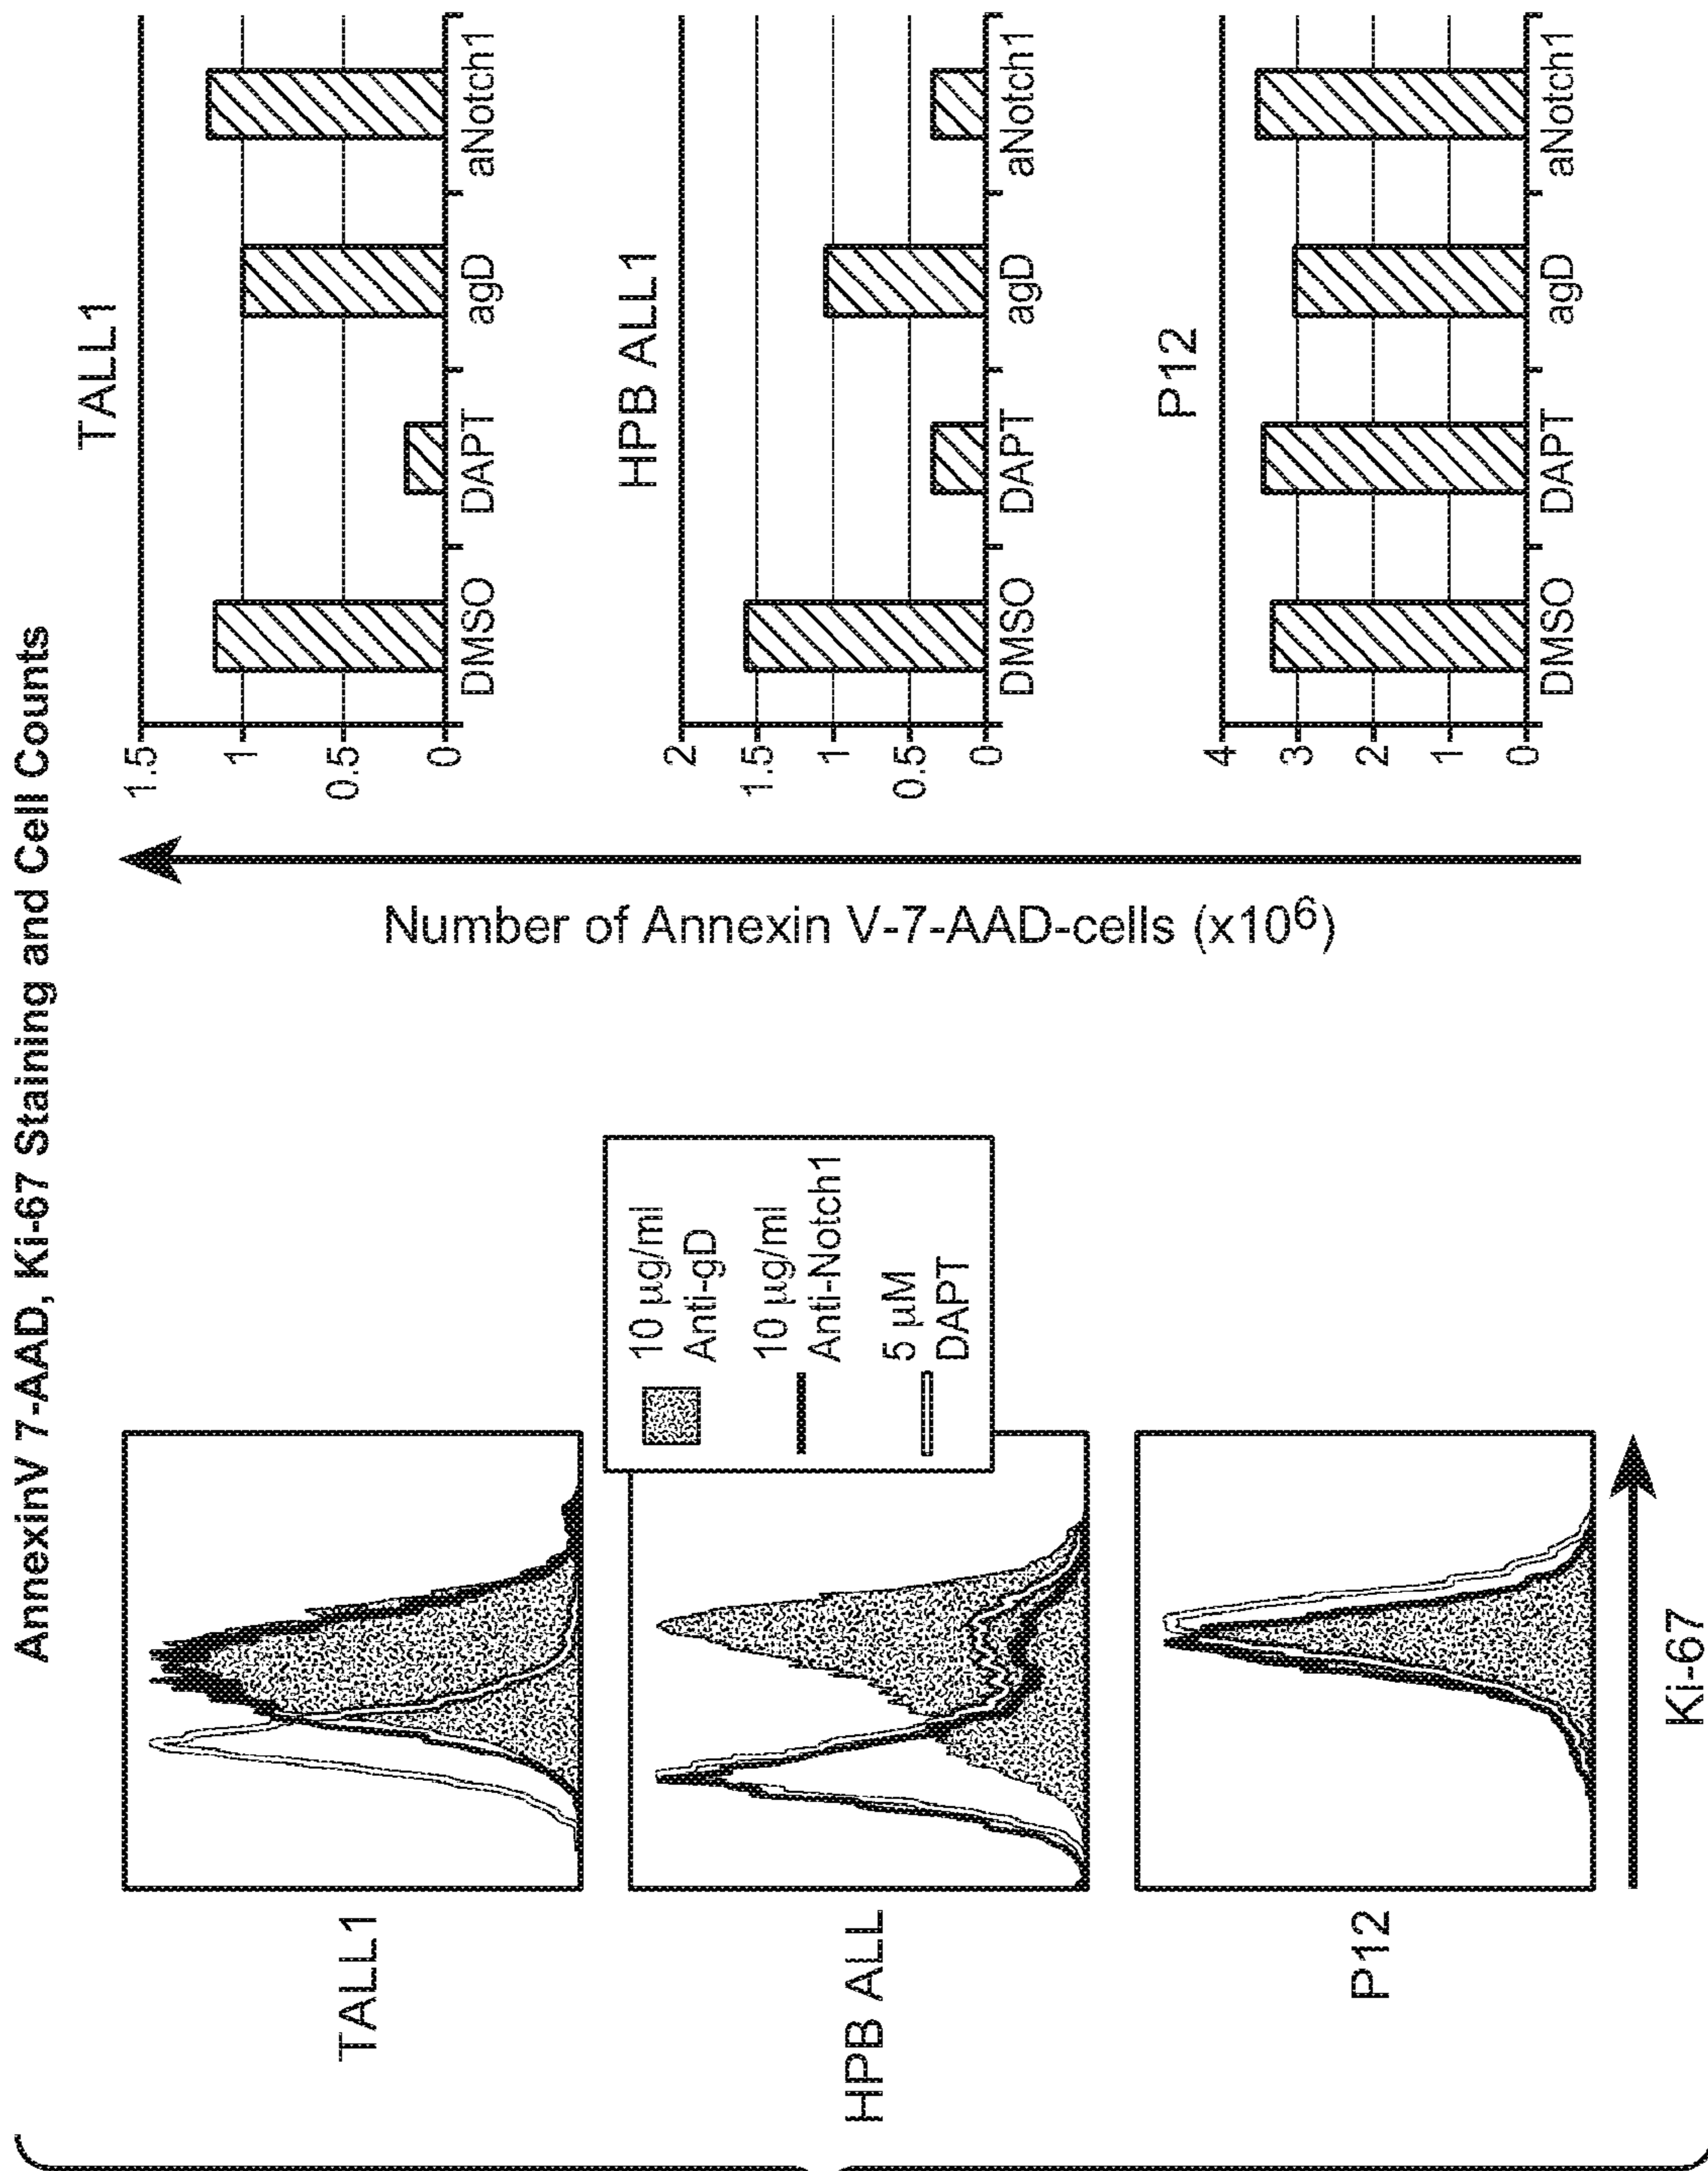 AnnexinV 7-AAD, Ki-67 Staining and Cell Counts
TALL1
HPB ALL
P12
Ki-67
10 µg/ml
Anti-gD
10 µg/ml
Anti-Notch1
5 µM
DAPT
Number of Annexin V-7-AAD-cells (x10⁶)
TALL1
1.5
1
0.5
0
DMSO DAPT agD aNotch1
HPB ALL1
2
1.5
1
0.5
0
DMSO DAPT agD aNotch1
P12
4
3
2
1
0
DMSO DAPT agD aNotch1